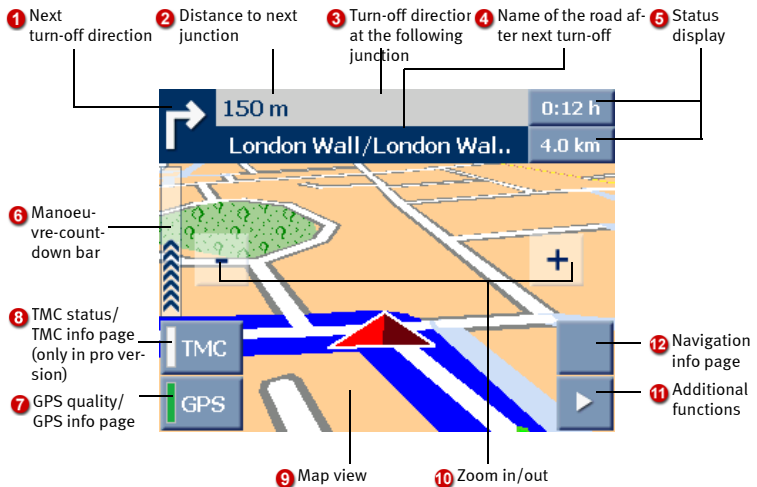 1 Next
turn-off direction
2 Distance to next
junction
3 Turn-off direction
at the following
junction
4 Name of the road af-
ter next turn-off
5 Status
display
150 m
0:12 h
London Wall/London Wal..
4.0 km
6 Manoeu-
vre-count-
down bar
-
+
8 TMC status/
TMC info page
(only in pro ver-
sion)
TMC
12 Navigation
info page
7 GPS quality/
GPS info page
GPS
11 Additional
functions
9 Map view
10 Zoom in/out